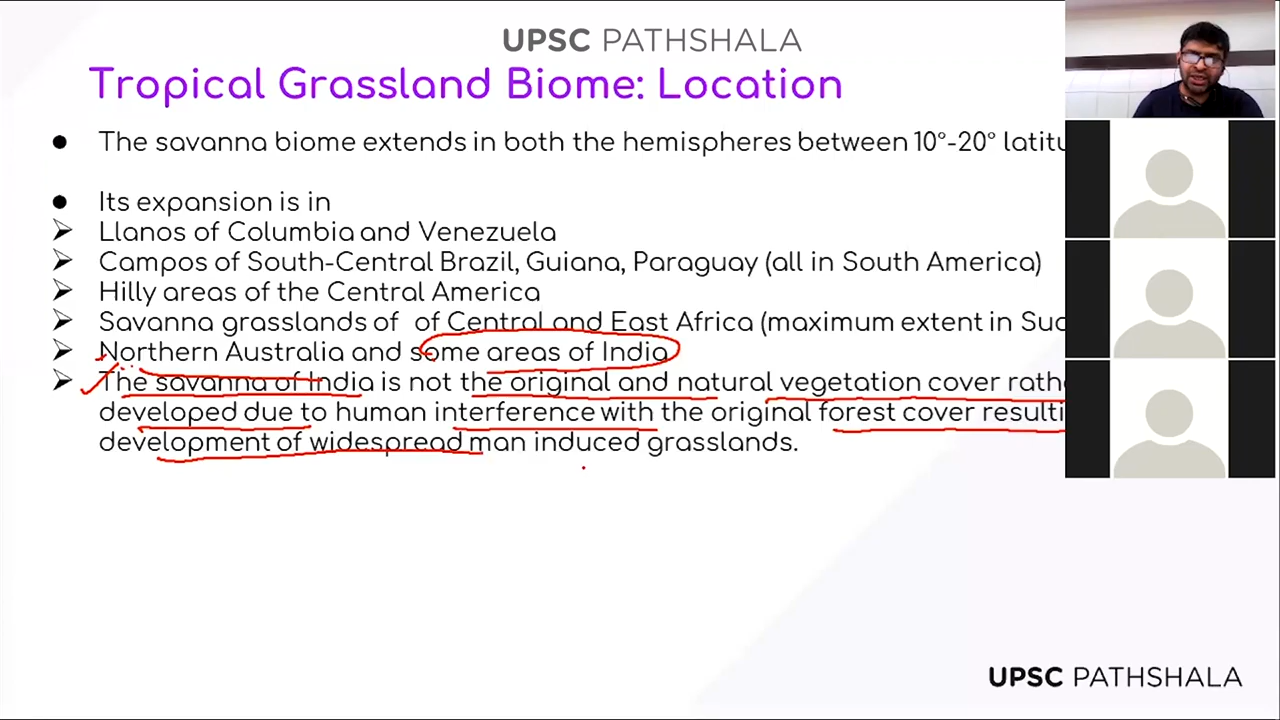 UPSC PATHSHALA
Tropical Grassland Biome: Location
● The savanna biome extends in both the hemispheres between 10°-20°
● Its expansion is in
➢ Llanos of Columbia and Venezuela
➢ Campos of South-Central Brazil, Guiana, Paraguay (all in South America)
➢ Hilly areas of the Central America
➢ Savanna grasslands of of Central and East Africa (maximum extent in
➢ Northern Australia and some areas of India
➢ The savanna of India is not the original and natural vegetation cover
developed due to human interference with the original forest cover
development of widespread man induced grasslands.
UPSC PATHSHALA